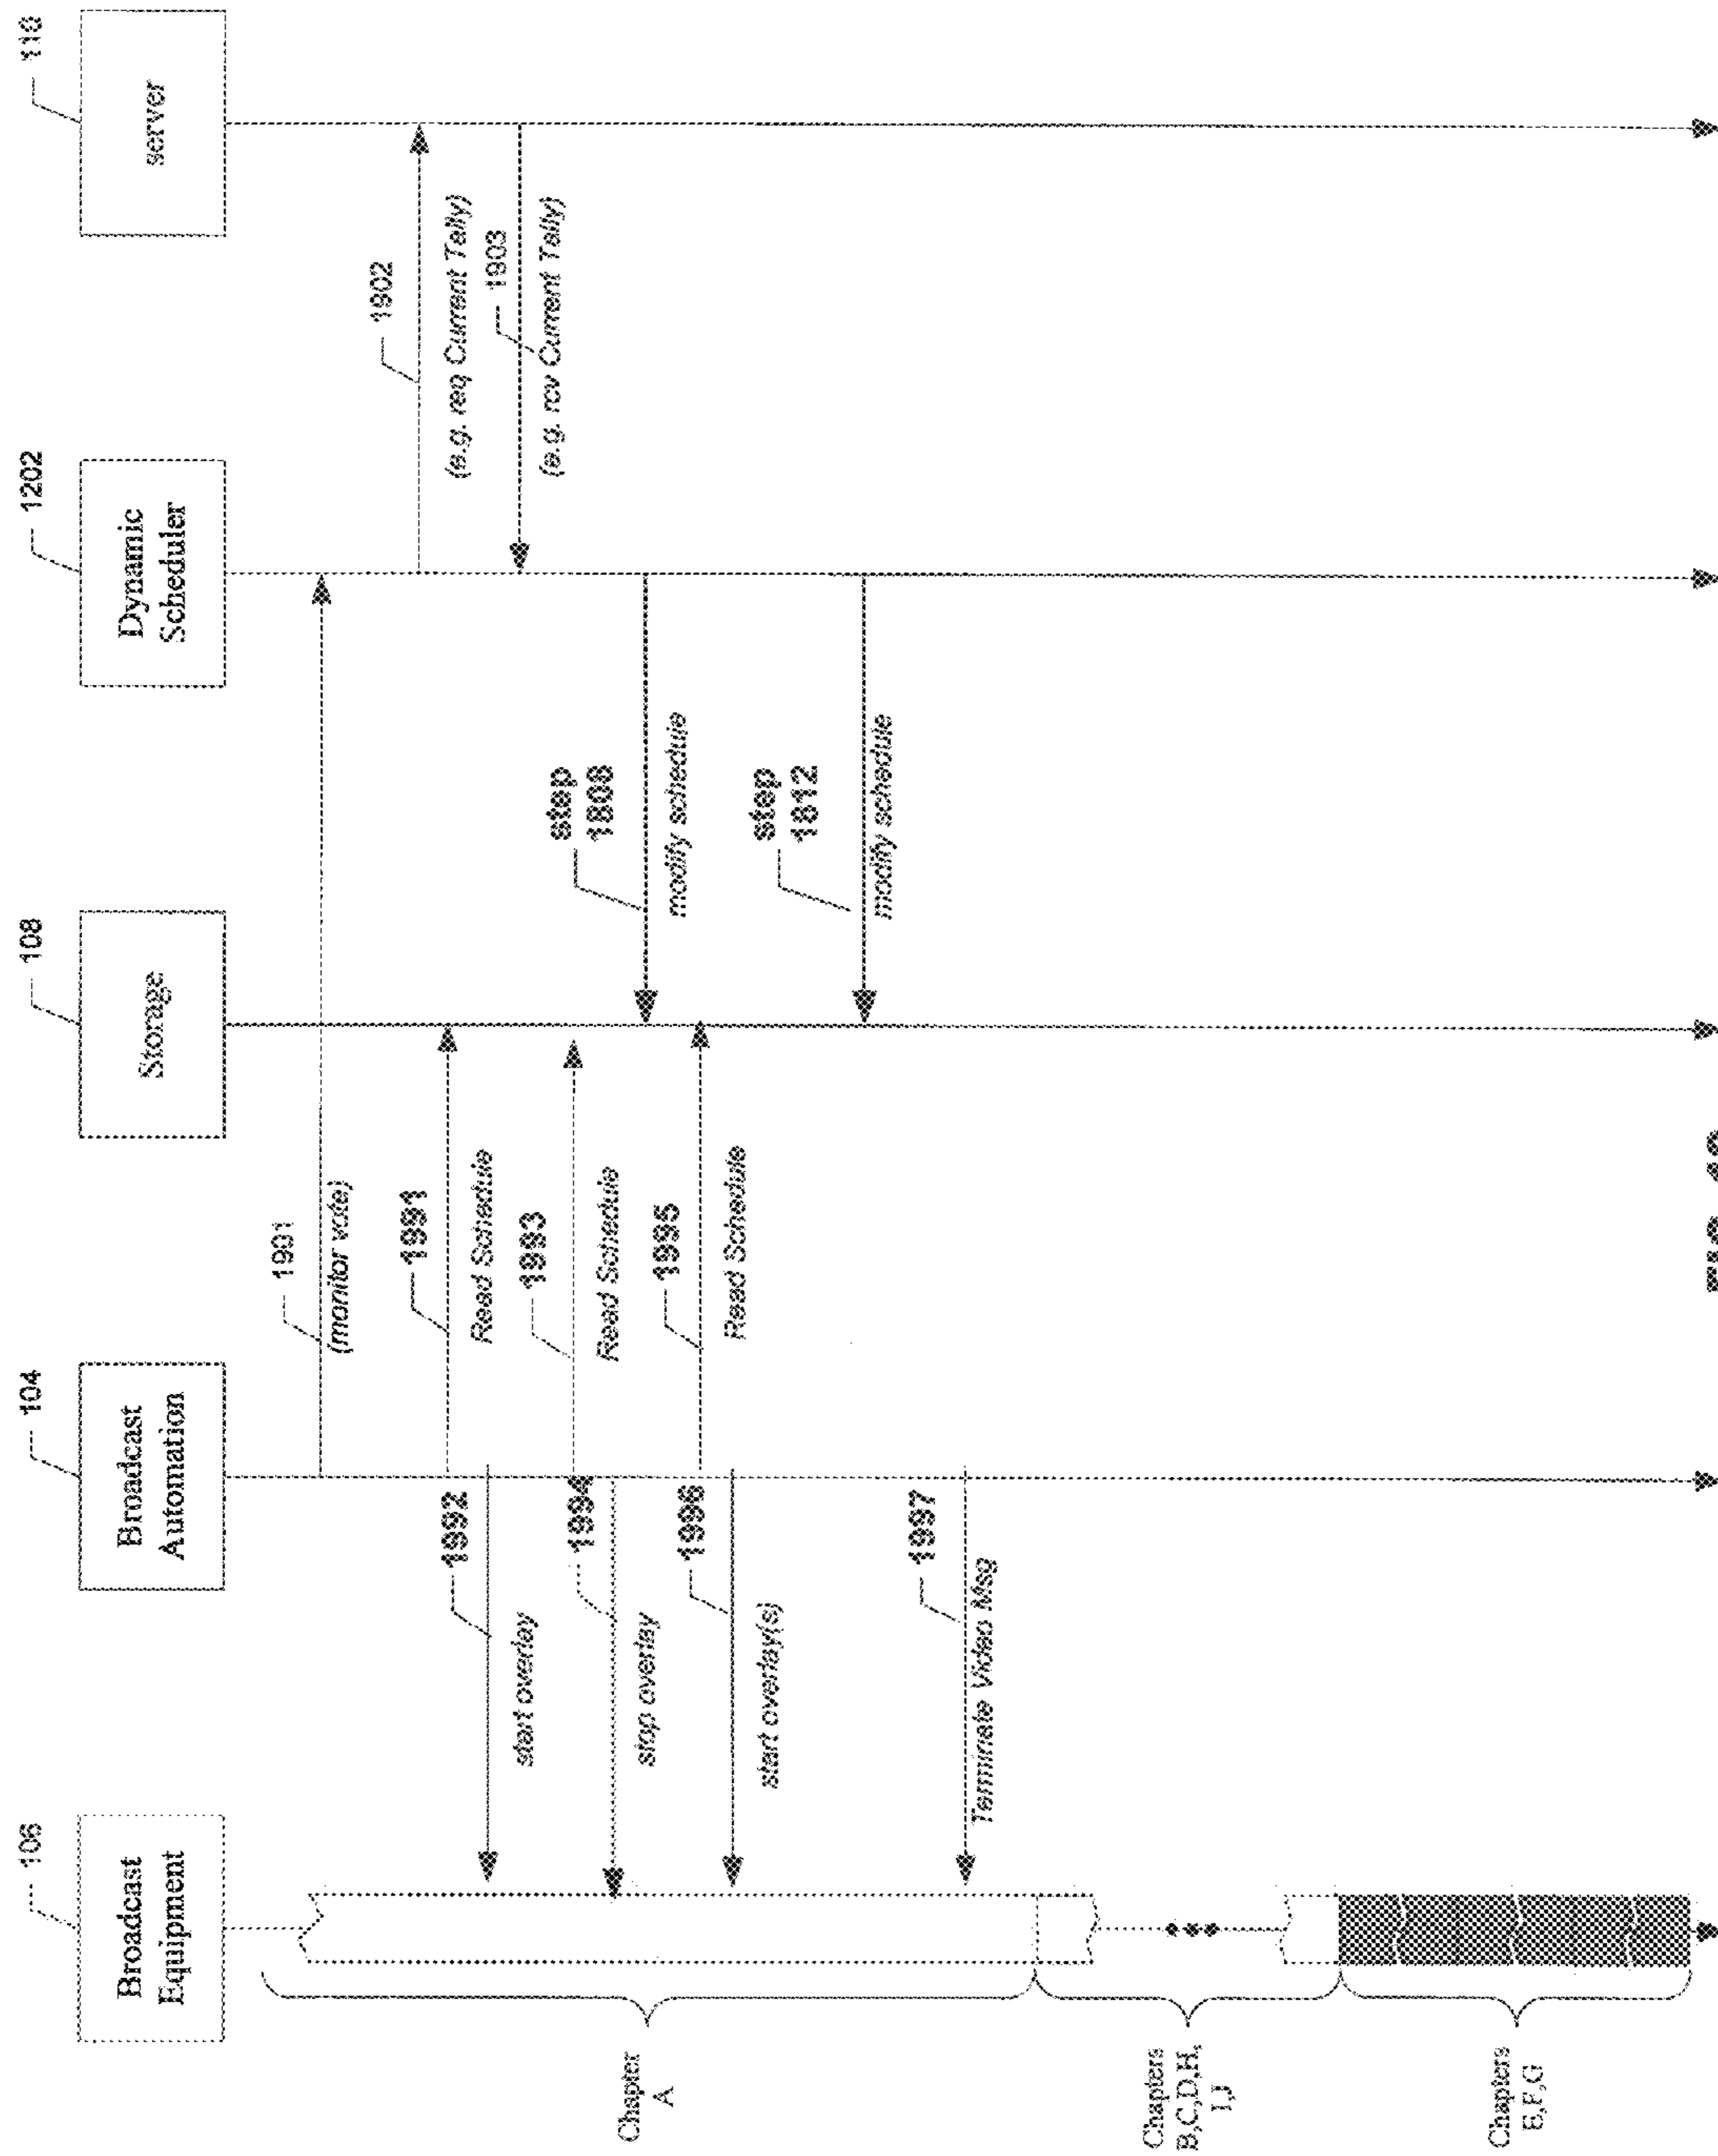 106
Broadcast
Equipment
104
Broadcast
Automation
108
Storage
1202
Dynamic
Scheduler
110
server
1901
(monitor vote)
1902
(e.g. req Current Tally)
1991
Read Schedule
1992
start overlay
1903
(e.g. rcv Current Tally)
1993
Read Schedule
1994
stop overlay
step
1808
modify schedule
1995
Read Schedule
1996
start overlay(s)
step
1812
modify schedule
1997
Terminate Video Msg
Chapter
A
Chapters
B,C,D,H,
I,J
Chapters
E,F,G